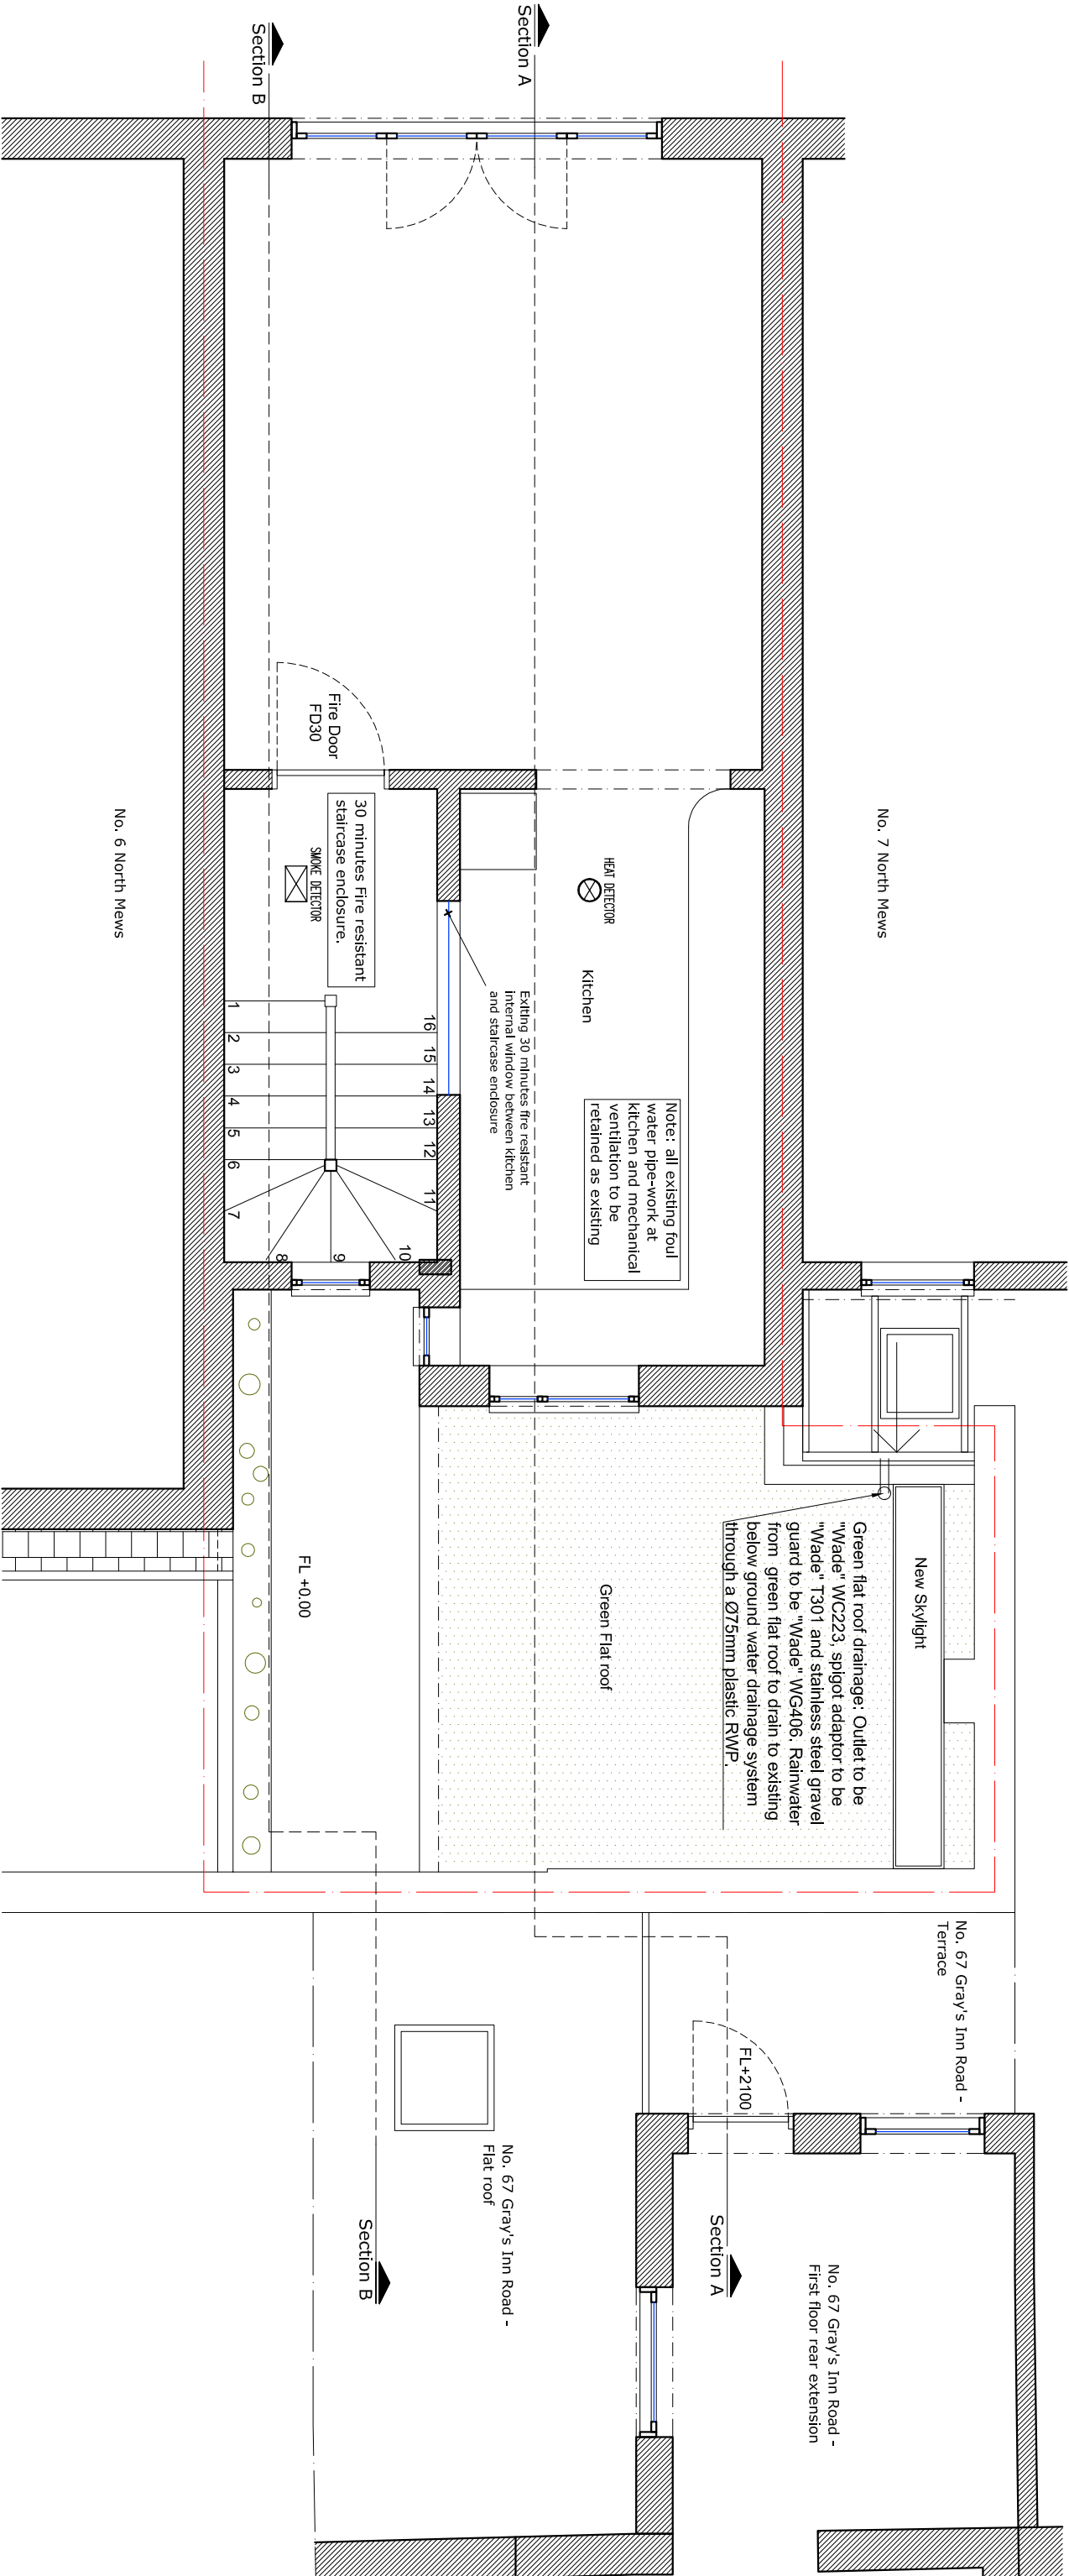 Section A
Section B
No. 7 North Mews
No. 6 North Mews
Fire Door
FD30
30 minutes Fire resistant
staircase enclosure.
SMOKE DETECTOR
HEAT DETECTOR
Kitchen
Exiting 30 minutes fire resistant
internal window between kitchen
and staircase enclosure
Note: all existing foul
water pipe-work at
kitchen and mechanical
ventilation to be
retained as existing
1
2
3
4
5
6
7
8
9
10
11
12
13
14
15
16
New Skylight
Green flat roof drainage: Outlet to be
"Wade" WC223, spigot adaptor to be
"Wade" T301 and stainless steel gravel
guard to be "Wade" WG406. Rainwater
from green flat roof to drain to existing
below ground water drainage system
through a Ø75mm plastic RWP.
Green Flat roof
FL +0.00
No. 67 Gray's Inn Road -
Terrace
FL+2100
No. 67 Gray's Inn Road -
First floor rear extension
No. 67 Gray's Inn Road -
Flat roof
Section A
Section B